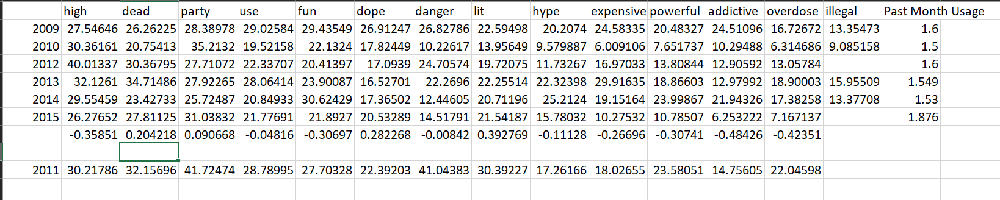 high dead party use fun dope danger lit hype expensive powerful addictive overdose illegal Past Month Usage
2009 27.54646 26.26225 28.38978 29.02584 29.43549 26.91247 26.82786 22.59498 20.2074 24.58335 20.48327 24.51096 16.72672 13.35473 1.6
2010 30.36161 20.75413 35.2132 19.52158 22.1324 17.82449 10.22617 13.95649 9.579887 6.009106 7.651737 10.29488 6.314686 9.085158 1.5
2012 40.01337 30.36795 27.71072 22.33707 20.41397 17.0939 24.70574 19.72075 11.73267 16.97033 13.80844 12.90592 13.05784 1.6
2013 32.1261 34.71486 27.92265 28.06414 23.90087 16.52701 22.2696 22.25514 22.32398 29.91635 18.86603 12.97992 18.90003 15.95509 1.549
2014 29.55459 23.42733 25.72487 20.84933 30.62429 17.36502 12.44605 20.71196 25.2124 19.15164 23.99867 21.94326 17.38258 13.37708 1.53
2015 26.27652 27.81125 31.03832 21.77691 21.8927 20.53289 14.51791 21.54187 15.78032 10.27532 10.78507 6.253222 7.167137 1.876
-0.35851 0.204218 0.090668 -0.04816 -0.30697 0.282268 -0.00842 0.392769 -0.11128 -0.26696 -0.30741 -0.48426 -0.42351
2011 30.21786 32.15696 41.72474 28.78995 27.70328 22.39203 41.04383 30.39227 17.26166 18.02655 23.58051 14.75605 22.04598